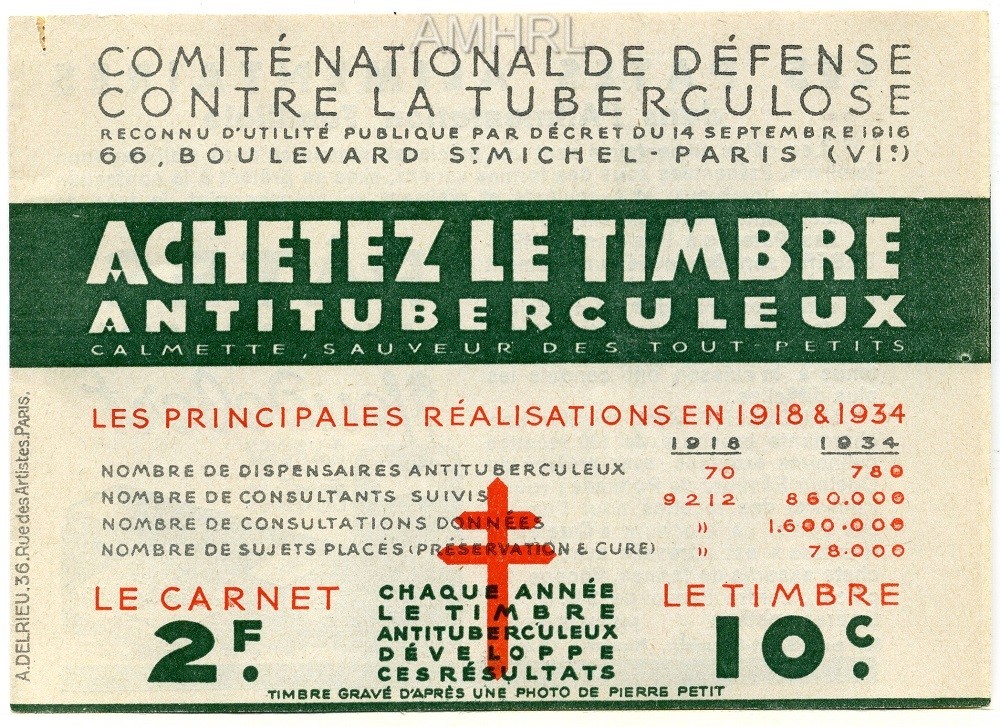 AMHRL
COMITÉ NATIONAL DE DÉFENSE
CONTRE LA TUBERCULOSE
RECONNU D'UTILITÉ PUBLIQUE PAR DÉCRET DU 14 SEPTEMBRE 1916
66, BOULEVARD ST MICHEL - PARIS (VIe)
ACHETEZ LE TIMBRE
ANTITUBERCULEUX
CALMETTE, SAUVEUR DES TOUT-PETITS
LES PRINCIPALES RÉALISATIONS EN 1918 & 1934
1918 1934
NOMBRE DE DISPENSAIRES ANTITUBERCULEUX 70 780
NOMBRE DE CONSULTANTS SUIVIS 9212 860.000
NOMBRE DE CONSULTATIONS DONNÉES " 1.600.000
NOMBRE DE SUJETS PLACÉS (PRÉSERVATION & CURE) " 78.000
LE CARNET
2F.
CHAQUE ANNÉE
LE TIMBRE
ANTITUBERCULEUX
DÉVELOPPE
CES RÉSULTATS
LE TIMBRE
10c.
TIMBRE GRAVÉ D'APRÈS UNE PHOTO DE PIERRE PETIT
A. DELRIEU. 36, Rue des Artistes. PARIS.